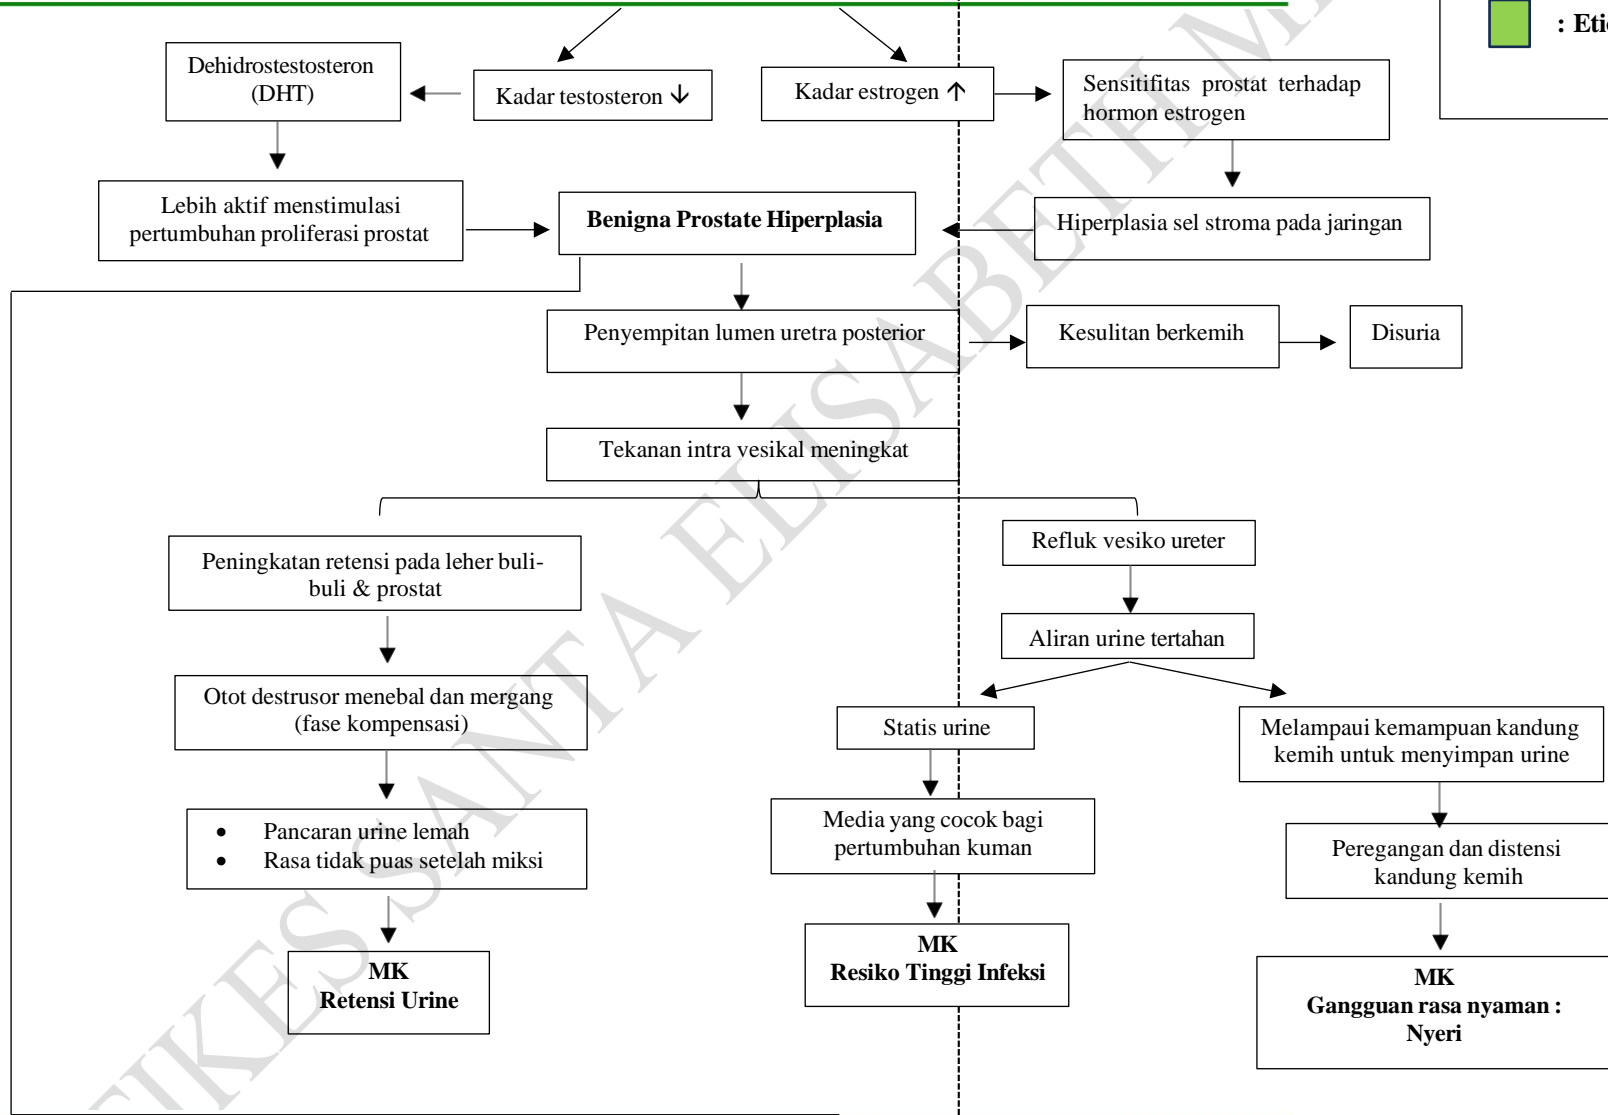 : Etio
Dehidrostestosteron
(DHT)
Kadar testosteron ↓
Kadar estrogen ↑
Sensitifitas prostat terhadap
hormon estrogen
Lebih aktif menstimulasi
pertumbuhan proliferasi prostat
Benigna Prostate Hiperplasia
Hiperplasia sel stroma pada jaringan
Penyempitan lumen uretra posterior
Kesulitan berkemih
Disuria
Tekanan intra vesikal meningkat
Peningkatan retensi pada leher buli-
buli & prostat
Refluk vesiko ureter
Aliran urine tertahan
Otot destrusor menebal dan mergang
(fase kompensasi)
Statis urine
Melampaui kemampuan kandung
kemih untuk menyimpan urine
• Pancaran urine lemah
• Rasa tidak puas setelah miksi
Media yang cocok bagi
pertumbuhan kuman
Peregangan dan distensi
kandung kemih
MK
Retensi Urine
MK
Resiko Tinggi Infeksi
MK
Gangguan rasa nyaman :
Nyeri
TIKES SANTA ELISABETH M